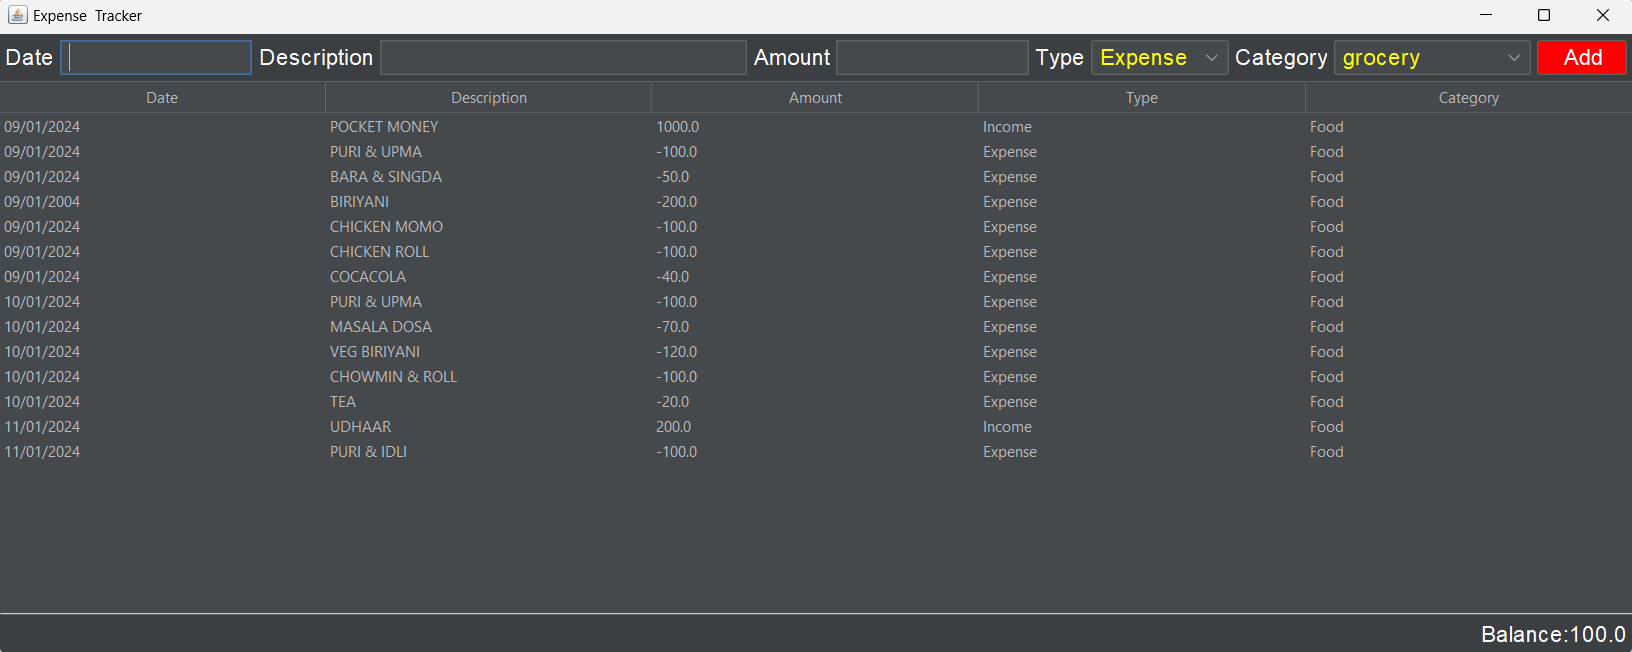 Expense Tracker
Date Description Amount Type Expense Category grocery Add
Date Description Amount Type Category
09/01/2024 POCKET MONEY 1000.0 Income Food
09/01/2024 PURI & UPMA -100.0 Expense Food
09/01/2024 BARA & SINGDA -50.0 Expense Food
09/01/2004 BIRIYANI -200.0 Expense Food
09/01/2024 CHICKEN MOMO -100.0 Expense Food
09/01/2024 CHICKEN ROLL -100.0 Expense Food
09/01/2024 COCACOLA -40.0 Expense Food
10/01/2024 PURI & UPMA -100.0 Expense Food
10/01/2024 MASALA DOSA -70.0 Expense Food
10/01/2024 VEG BIRIYANI -120.0 Expense Food
10/01/2024 CHOWMIN & ROLL -100.0 Expense Food
10/01/2024 TEA -20.0 Expense Food
11/01/2024 UDHAAR 200.0 Income Food
11/01/2024 PURI & IDLI -100.0 Expense Food
Balance:100.0